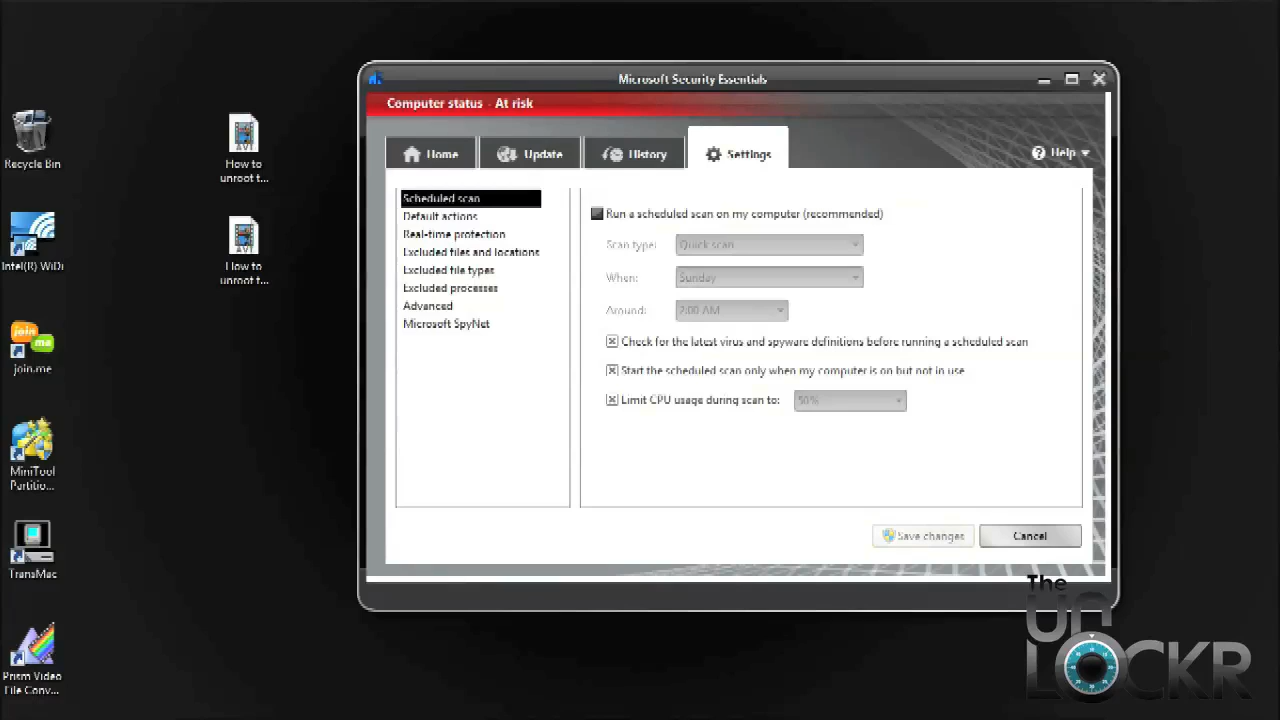 Microsoft Security Essentials
Computer status - At risk
Home
Update
History
Settings
Help
Scheduled scan
Default actions
Real-time protection
Excluded files and locations
Excluded file types
Excluded processes
Advanced
Microsoft SpyNet
Run a scheduled scan on my computer (recommended)
Scan type: Quick scan
When: Sunday
Around: 2:00 AM
Check for the latest virus and spyware definitions before running a scheduled scan
Start the scheduled scan only when my computer is on but not in use
Limit CPU usage during scan to: 50%
Save changes
Cancel
Recycle Bin
Intel(R) WiDi
join.me
MiniTool
Partitio...
TransMac
Prism Video
File Conv...
AVI
How to
unroot t...
AVI
How to
unroot t...
join
me
The
UNLOCKR